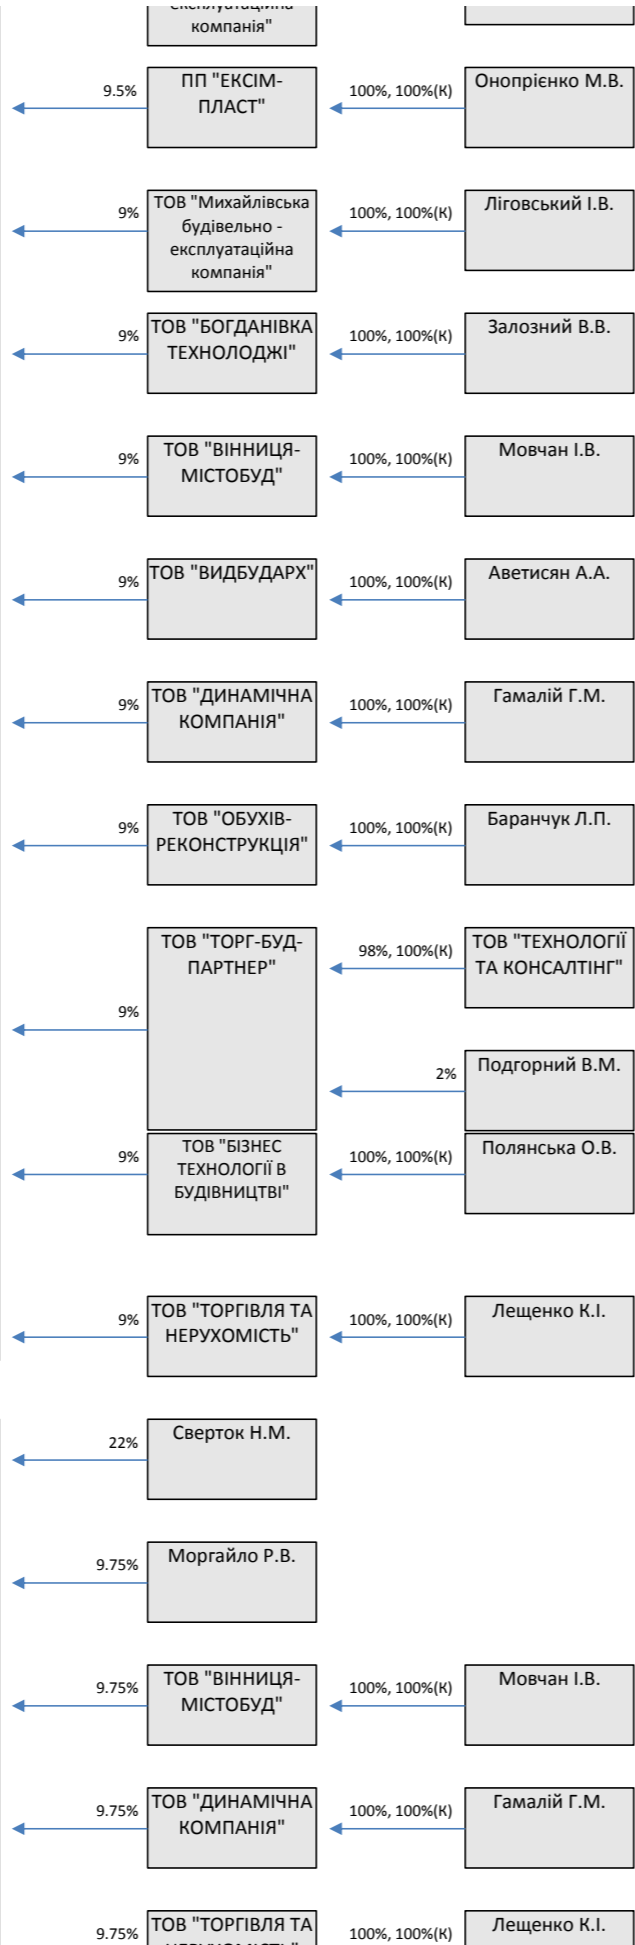 експлуатаційна
компанія"
9.5%
ПП "ЕКСІМ-
ПЛАСТ"
100%, 100%(К)
Онопрієнко М.В.
9%
ТОВ "Михайлівська
будівельно -
експлуатаційна
компанія"
100%, 100%(К)
Ліговський І.В.
9%
ТОВ "БОГДАНІВКА
ТЕХНОЛОДЖІ"
100%, 100%(К)
Залозний В.В.
9%
ТОВ "ВІННИЦЯ-
МІСТОБУД"
100%, 100%(К)
Мовчан І.В.
9%
ТОВ "ВИДБУДАРХ"
100%, 100%(К)
Аветисян А.А.
9%
ТОВ "ДИНАМІЧНА
КОМПАНІЯ"
100%, 100%(К)
Гамалій Г.М.
9%
ТОВ "ОБУХІВ-
РЕКОНСТРУКЦІЯ"
100%, 100%(К)
Баранчук Л.П.
9%
ТОВ "ТОРГ-БУД-
ПАРТНЕР"
98%, 100%(К)
ТОВ "ТЕХНОЛОГІЇ
ТА КОНСАЛТІНГ"
2%
Подгорний В.М.
9%
ТОВ "БІЗНЕС
ТЕХНОЛОГІЇ В
БУДІВНИЦТВІ"
100%, 100%(К)
Полянська О.В.
9%
ТОВ "ТОРГІВЛЯ ТА
НЕРУХОМІСТЬ"
100%, 100%(К)
Лещенко К.І.
22%
Сверток Н.М.
9.75%
Моргайло Р.В.
9.75%
ТОВ "ВІННИЦЯ-
МІСТОБУД"
100%, 100%(К)
Мовчан І.В.
9.75%
ТОВ "ДИНАМІЧНА
КОМПАНІЯ"
100%, 100%(К)
Гамалій Г.М.
9.75%
ТОВ "ТОРГІВЛЯ ТА
НЕРУХОМІСТЬ"
100%, 100%(К)
Лещенко К.І.